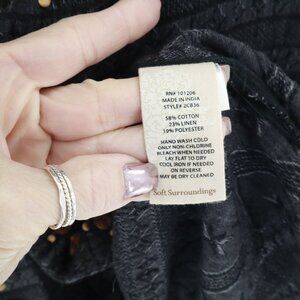 RN# 101206
MADE IN INDIA
STYLE# 2CB36
58% COTTON
23% LINEN
19% POLYESTER
HAND WASH COLD
ONLY NON-CHLORINE
BLEACH WHEN NEEDED
LAY FLAT TO DRY
COOL IRON IF NEEDED
ON REVERSE
MAY BE DRY CLEANED
Soft Surroundings